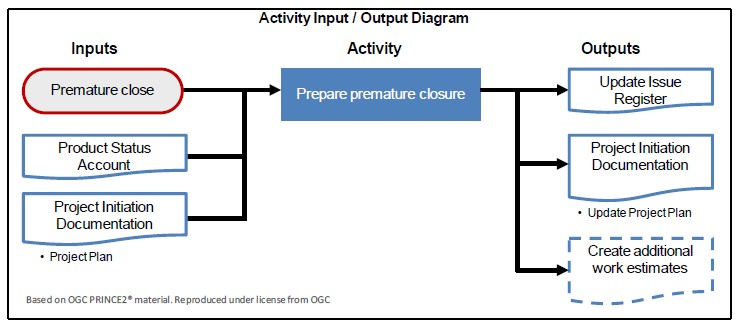 Activity Input / Output Diagram
Inputs
Activity
Outputs
Premature close
Prepare premature closure
Update Issue
Register
Product Status
Account
Project Initiation
Documentation
• Update Project Plan
Project Initiation
Documentation
• Project Plan
Create additional
work estimates
Based on OGC PRINCE2® material. Reproduced under license from OGC